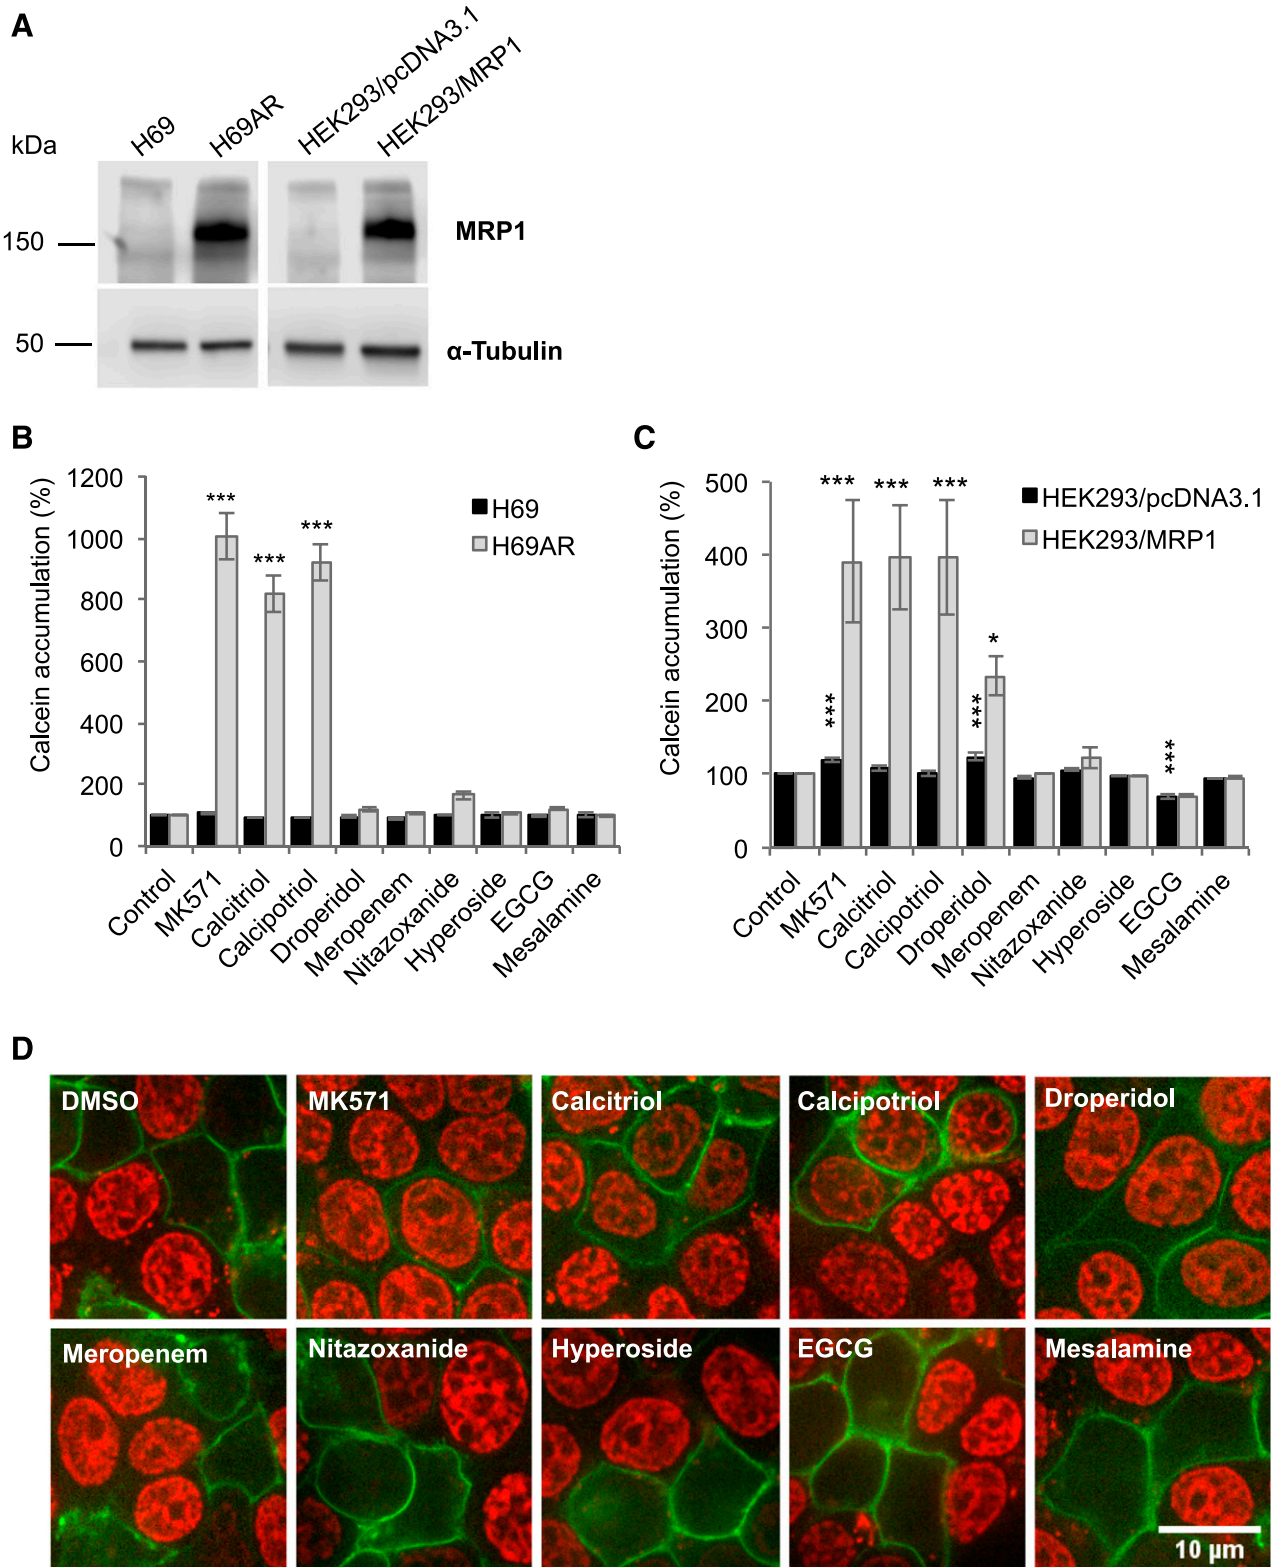 A
kDa
H69
H69AR
HEK293/pcDNA3.1
HEK293/MRP1
150
MRP1
50
α-Tubulin
B
Calcein accumulation (%)
1200
1000
800
600
400
200
0
***
***
***
H69
H69AR
Control
MK571
Calcitriol
Calcipotriol
Droperidol
Meropenem
Nitazoxanide
Hyperoside
EGCG
Mesalamine
C
Calcein accumulation (%)
500
400
300
200
100
0
***
***
***
***
***
*
***
HEK293/pcDNA3.1
HEK293/MRP1
Control
MK571
Calcitriol
Calcipotriol
Droperidol
Meropenem
Nitazoxanide
Hyperoside
EGCG
Mesalamine
D
DMSO
MK571
Calcitriol
Calcipotriol
Droperidol
Meropenem
Nitazoxanide
Hyperoside
EGCG
Mesalamine
10 µm